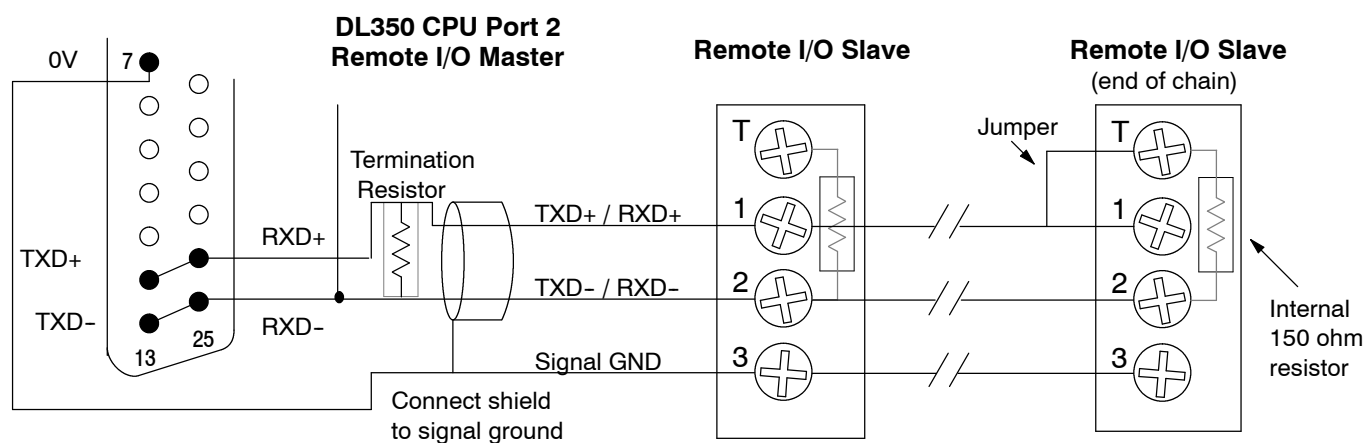 DL350 CPU Port 2
Remote I/O Master
Remote I/O Slave
Remote I/O Slave
(end of chain)
0V
7
T
Jumper
T
Termination
Resistor
TXD+ / RXD+
1
1
RXD+
TXD+
TXD– / RXD–
2
2
TXD–
RXD–
13
25
Internal
150 ohm
resistor
Signal GND
3
3
Connect shield
to signal ground